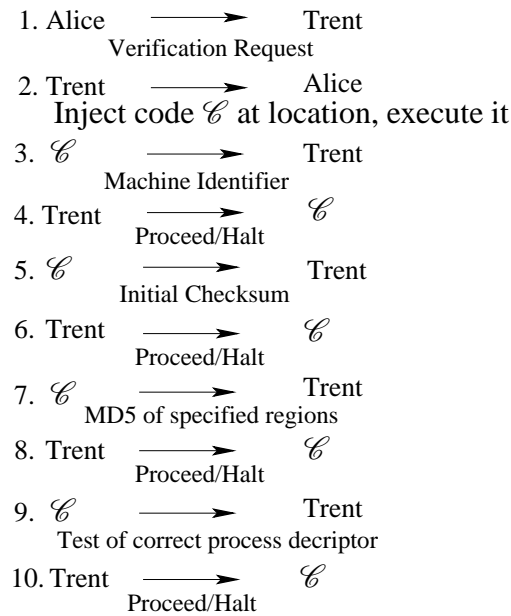 1. Alice Trent
Verification Request
2. Trent Alice
Inject code 𝒞 at location, execute it
3. 𝒞 Trent
Machine Identifier
4. Trent 𝒞
Proceed/Halt
5. 𝒞 Trent
Initial Checksum
6. Trent 𝒞
Proceed/Halt
7. 𝒞 Trent
MD5 of specified regions
8. Trent 𝒞
Proceed/Halt
9. 𝒞 Trent
Test of correct process decriptor
10. Trent 𝒞
Proceed/Halt